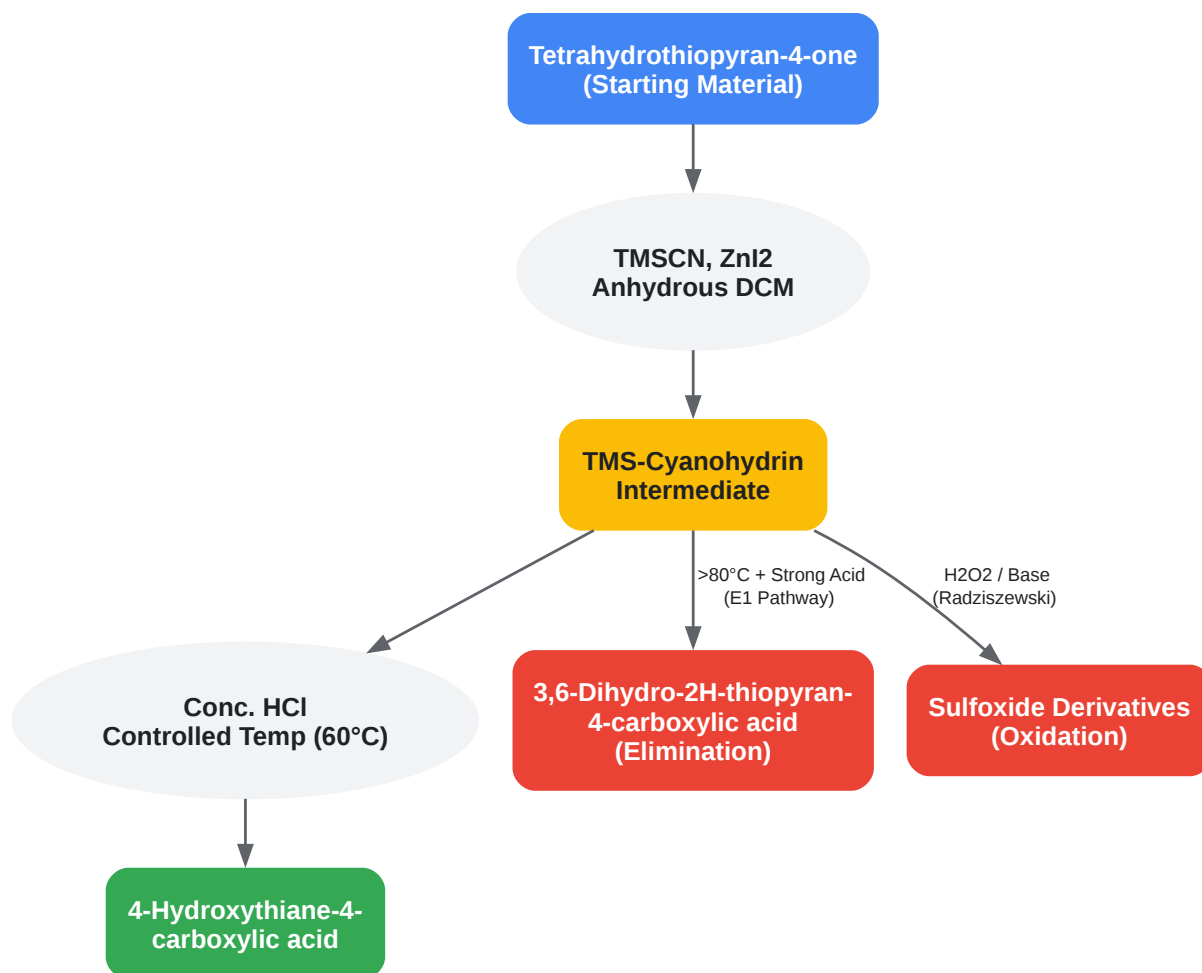 Tetrahydrothiopyran-4-one
(Starting Material)
TMSCN, ZnI2
Anhydrous DCM
TMS-Cyanohydrin
Intermediate
>80°C + Strong Acid
(E1 Pathway)
H2O2 / Base
(Radziszewski)
Conc. HCl
Controlled Temp (60°C)
3,6-Dihydro-2H-thiopyran-
4-carboxylic acid
(Elimination)
Sulfoxide Derivatives
(Oxidation)
4-Hydroxythiane-4-
carboxylic acid